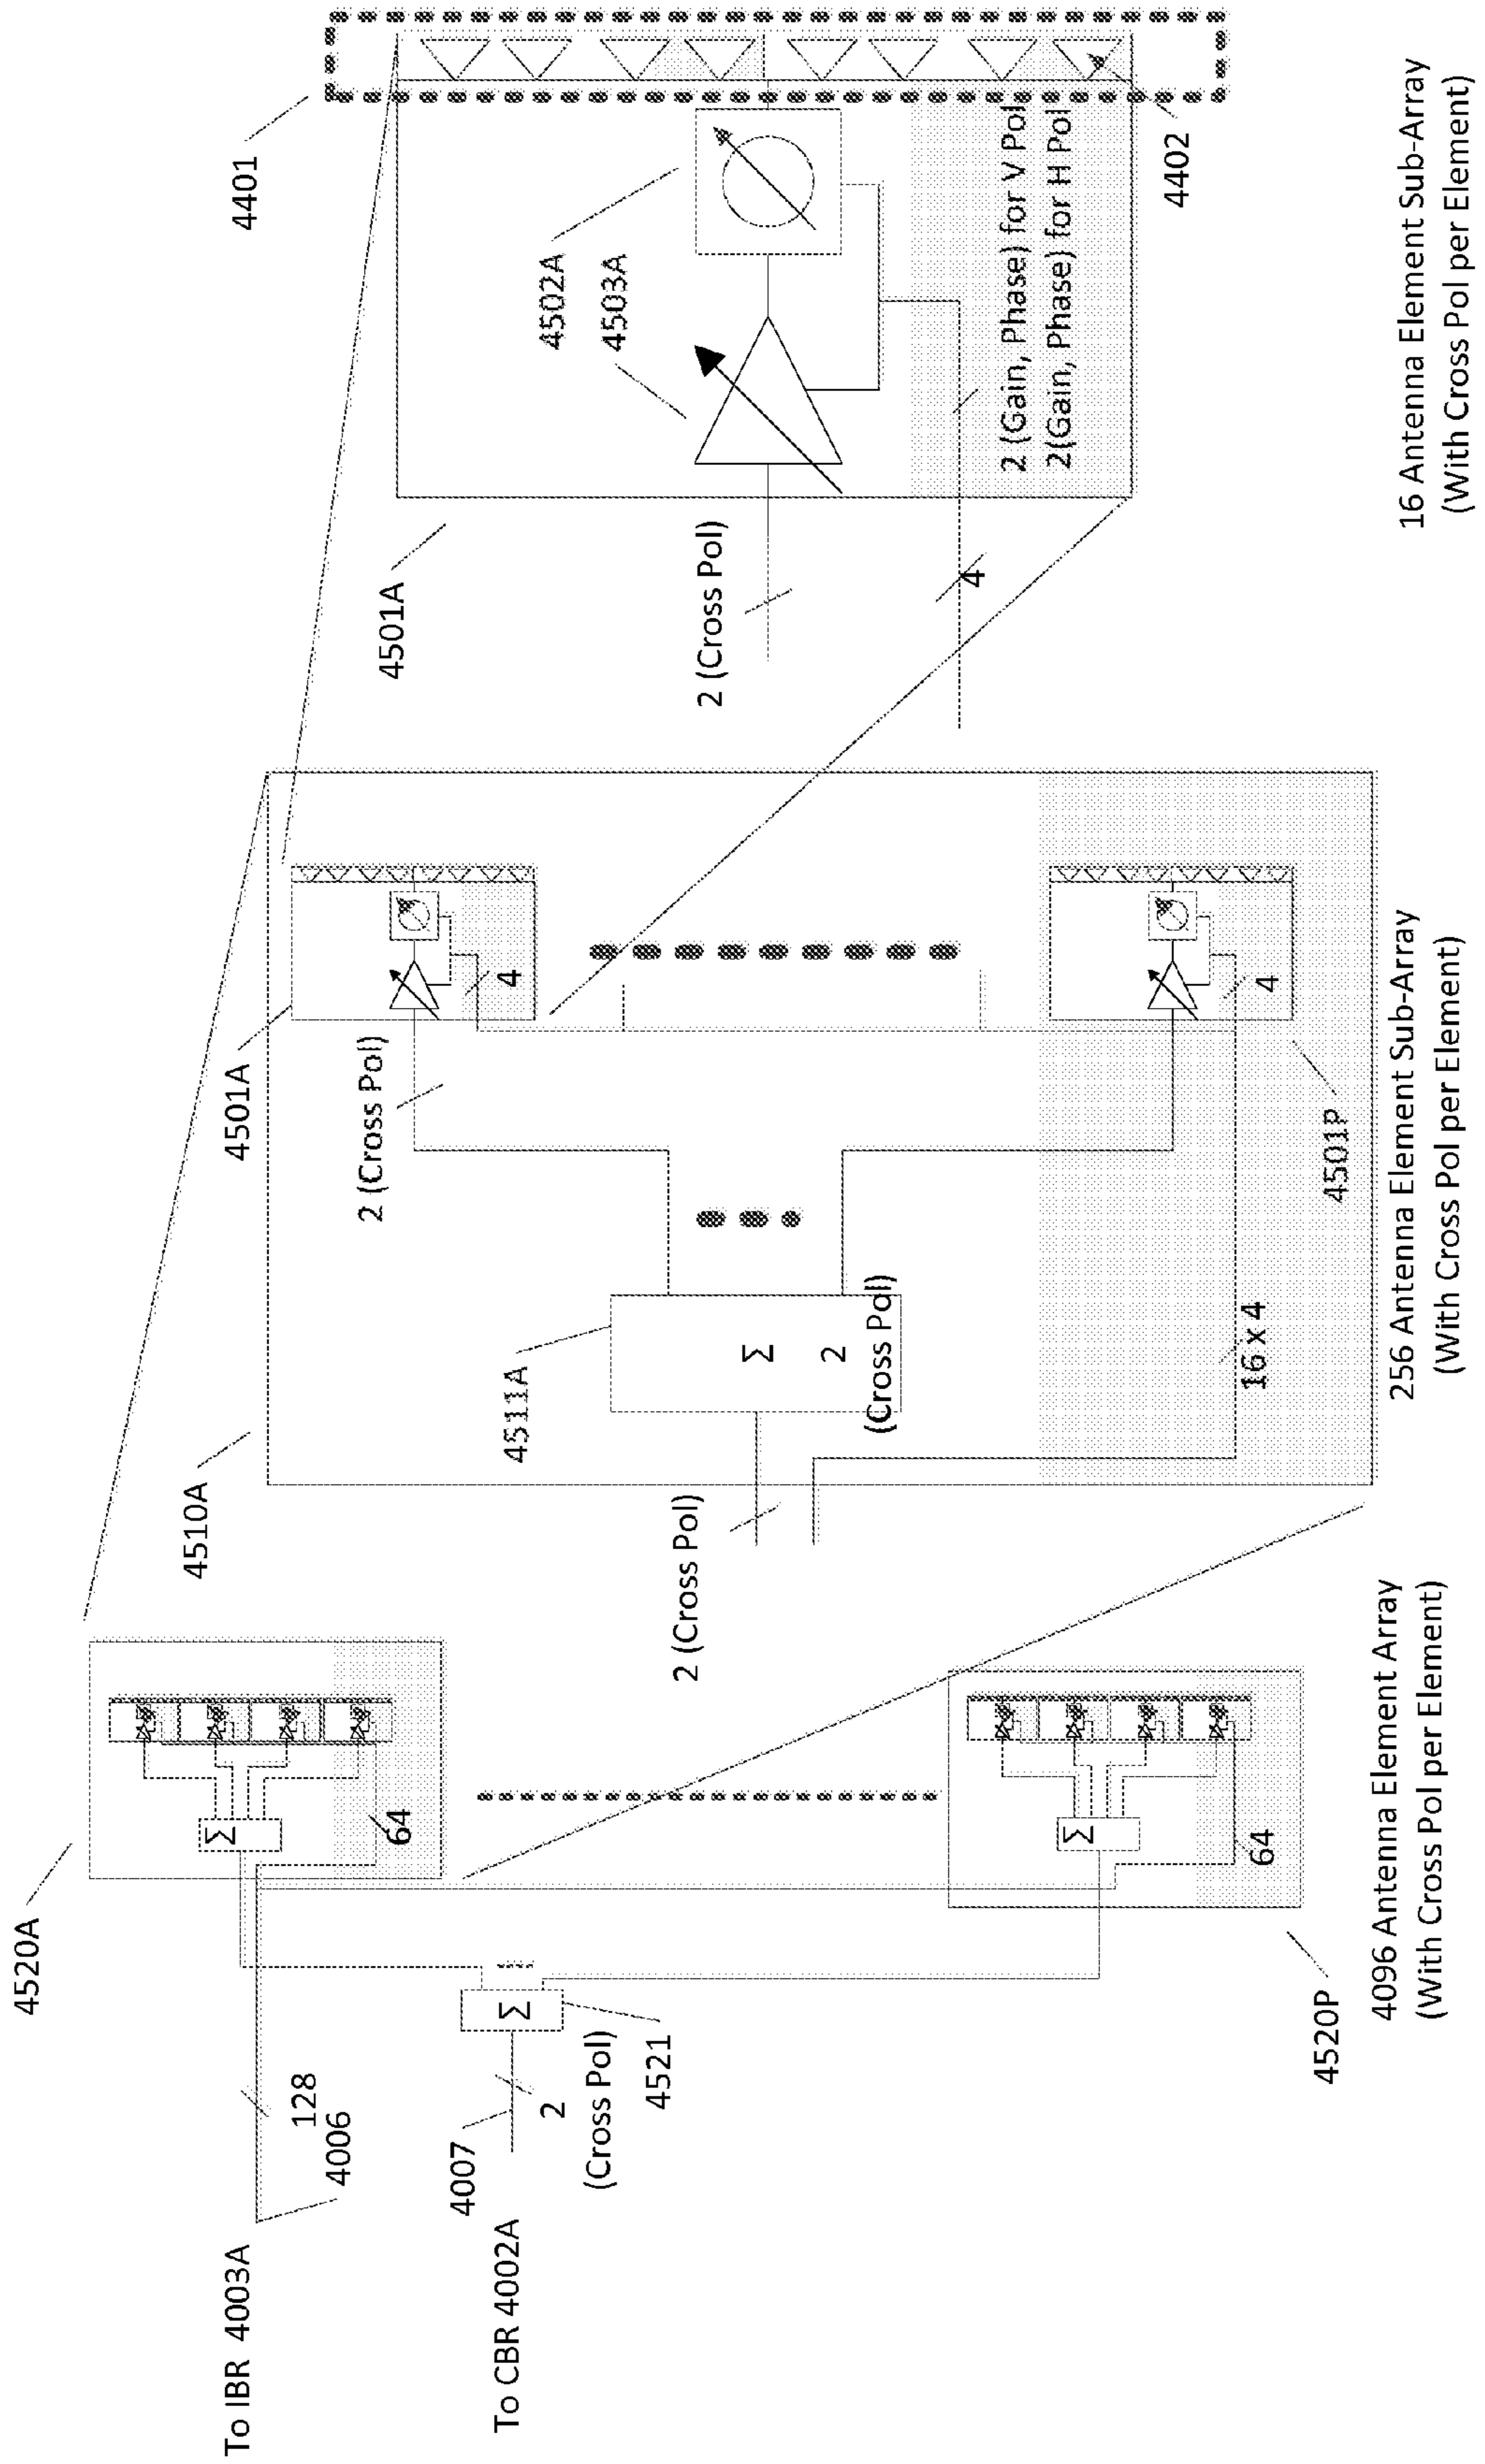 4520A
To IBR 4003A
128
4006
To CBR 4002A
4007
2
(Cross Pol)
4521
Σ
Σ
64
Σ
64
4520P
4096 Antenna Element Array
(With Cross Pol per Element)
4510A
4501A
2 (Cross Pol)
4
4511A
Σ
2
(Cross Pol)
2 (Cross Pol)
16 x 4
4
4501P
256 Antenna Element Sub-Array
(With Cross Pol per Element)
4401
4501A
4502A
4503A
2 (Cross Pol)
4
2 (Gain, Phase) for V Pol
2(Gain, Phase) for H Pol
4402
16 Antenna Element Sub-Array
(With Cross Pol per Element)